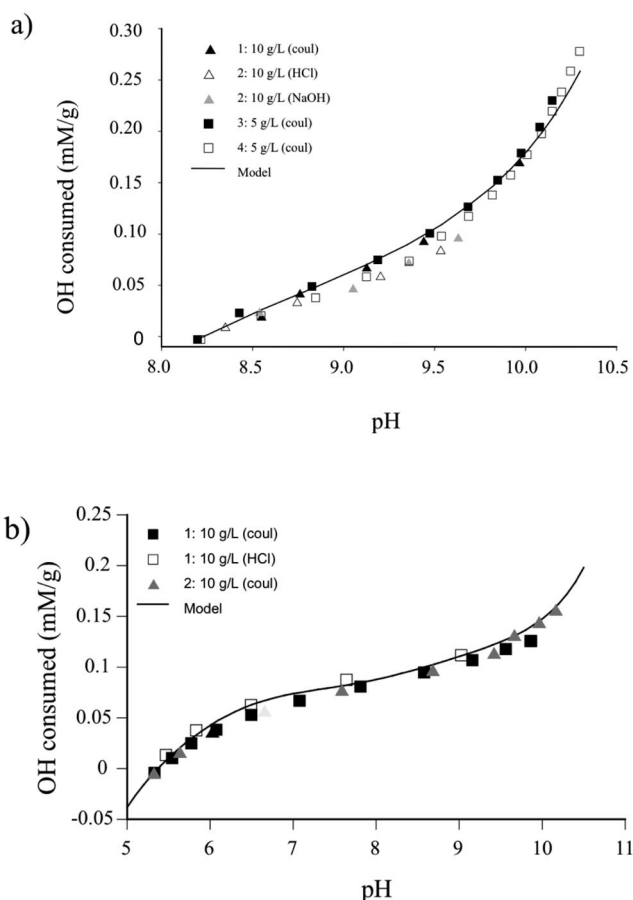 a)
OH consumed (mM/g)
0.30
0.25
0.20
0.15
0.10
0.05
0
1: 10 g/L (coul)
2: 10 g/L (HCl)
2: 10 g/L (NaOH)
3: 5 g/L (coul)
4: 5 g/L (coul)
Model
8.0 8.5 9.0 9.5 10.0 10.5
pH
b)
OH consumed (mM/g)
0.25
0.2
0.15
0.1
0.05
0
-0.05
1: 10 g/L (coul)
1: 10 g/L (HCl)
2: 10 g/L (coul)
Model
5 6 7 8 9 10 11
pH